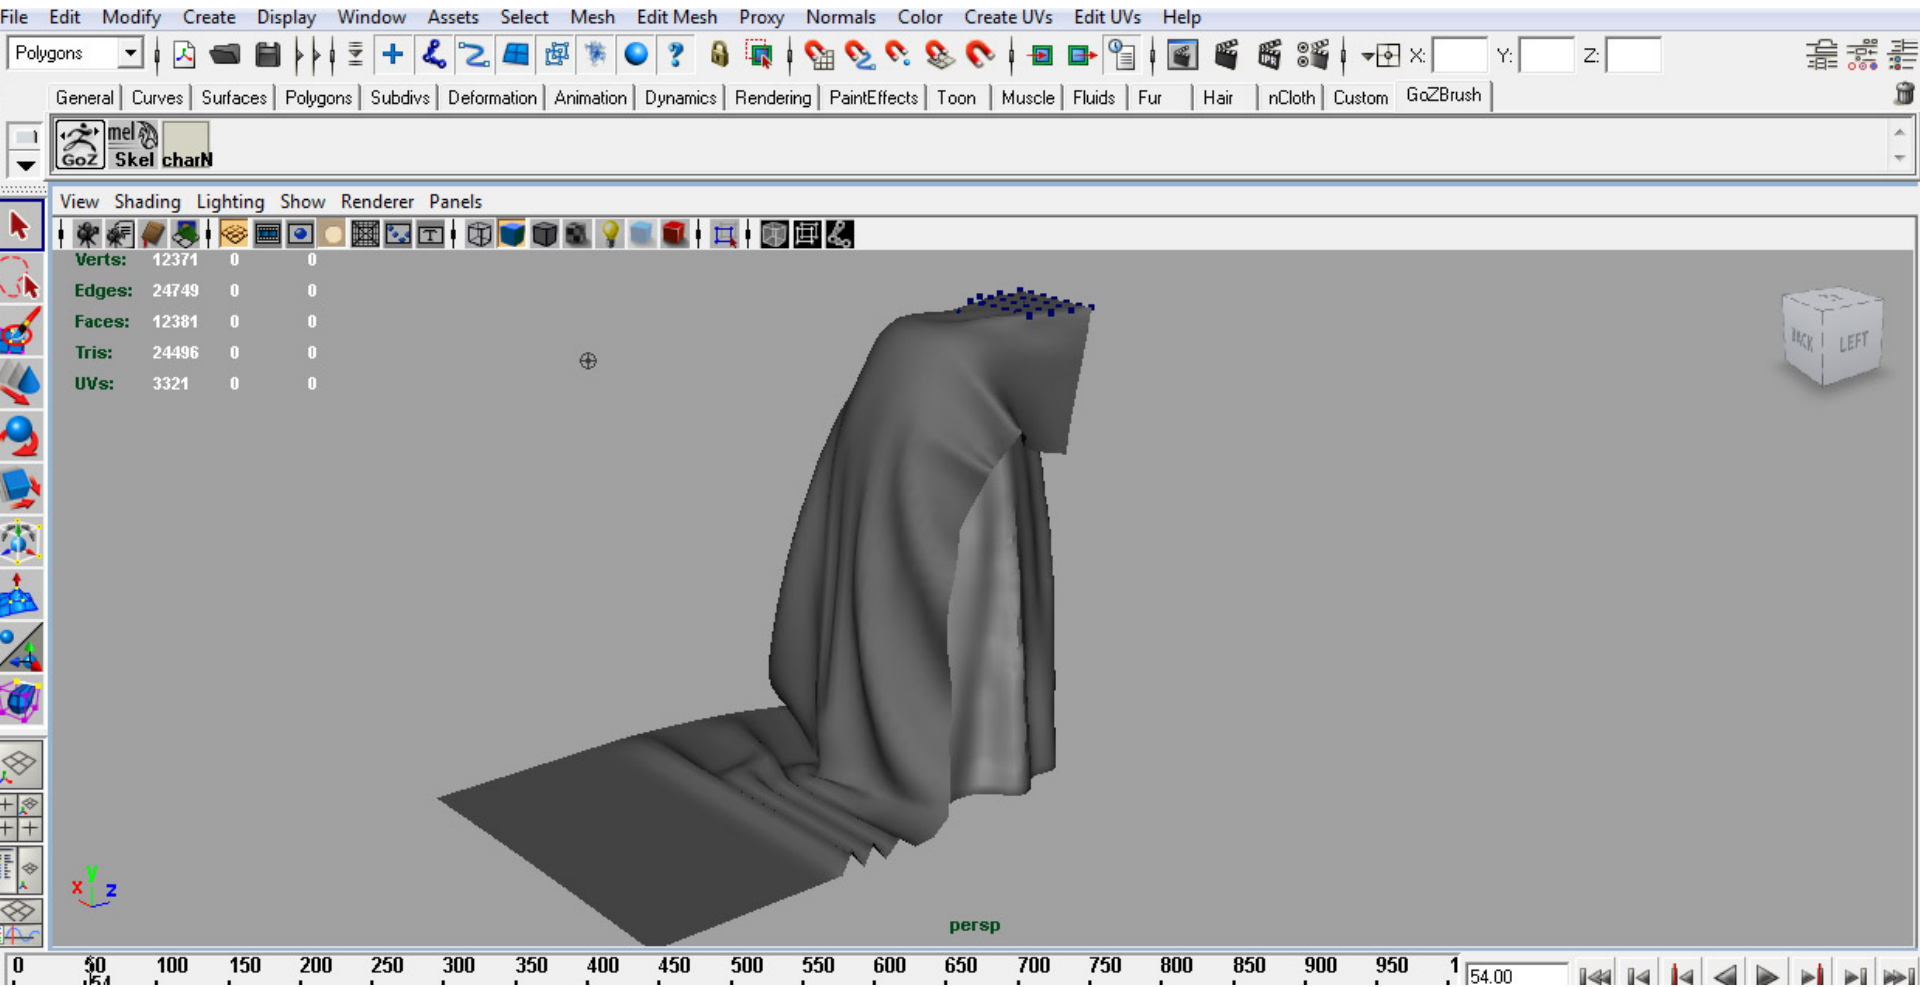 File Edit Modify Create Display Window Assets Select Mesh Edit Mesh Proxy Normals Color Create UVs Edit UVs Help
Polygons X: Y: Z:
General Curves Surfaces Polygons Subdivs Deformation Animation Dynamics Rendering PaintEffects Toon Muscle Fluids Fur Hair nCloth Custom GoZBrush
mel
GoZ Skel charN
View Shading Lighting Show Renderer Panels
Verts: 12371 0 0
Edges: 24749 0 0
Faces: 12381 0 0
Tris: 24496 0 0
UVs: 3321 0 0
BACK LEFT
y
x z
persp
0 50 100 150 200 250 300 350 400 450 500 550 600 650 700 750 800 850 900 950 1
54 54.00